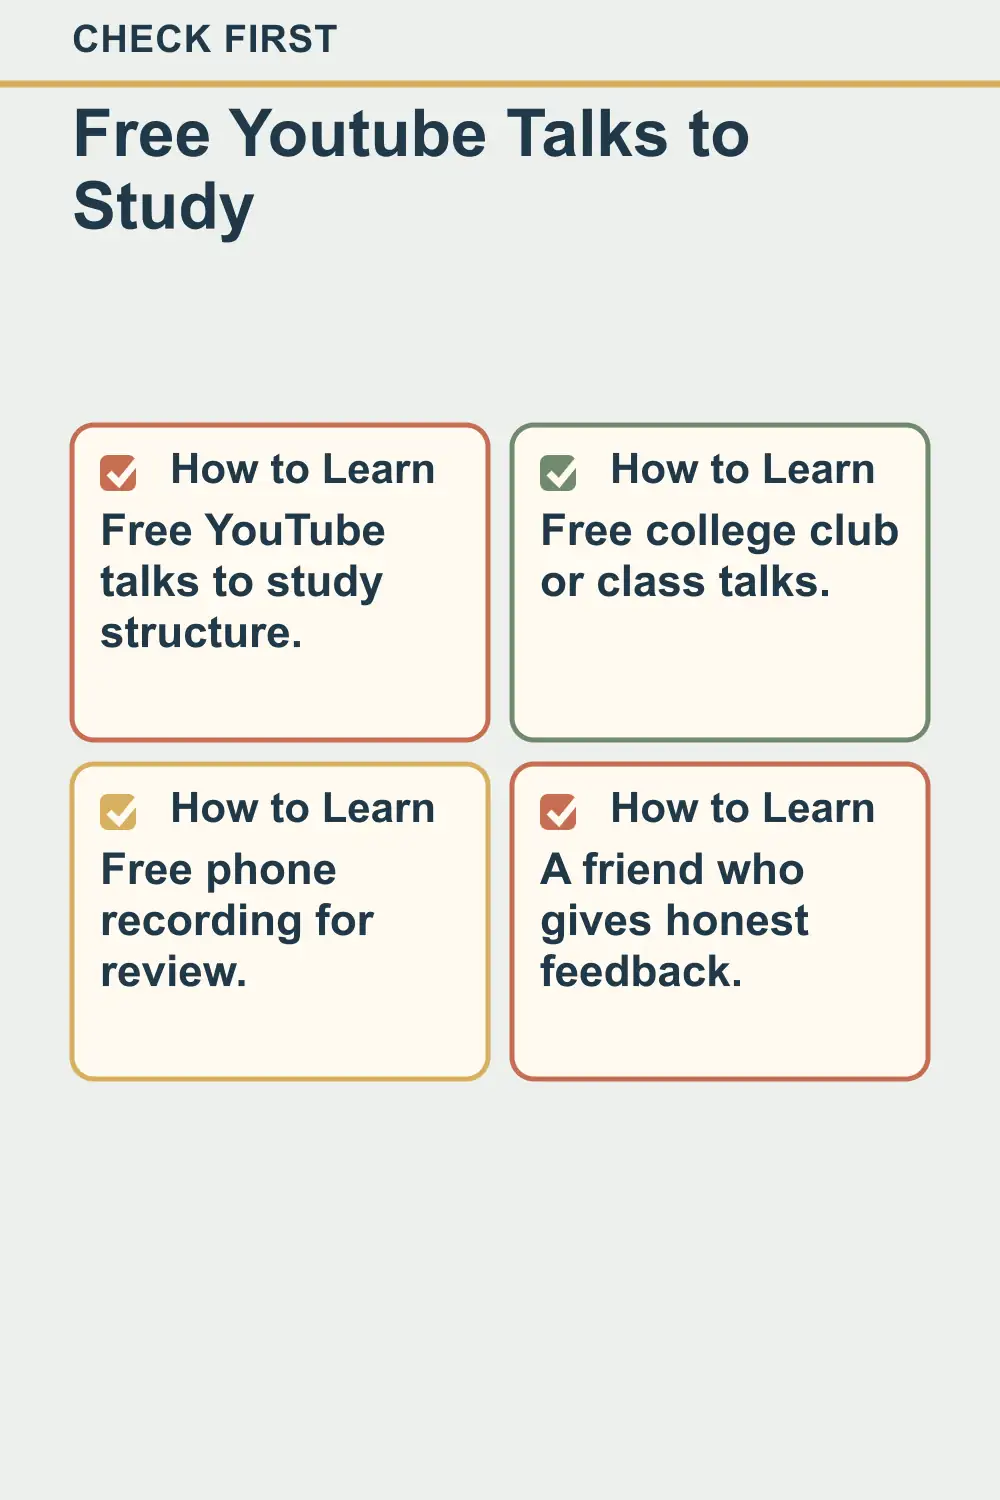 CHECK FIRST
Free Youtube Talks to
Study
How to Learn
Free YouTube
talks to study
structure.
How to Learn
Free college club
or class talks.
How to Learn
Free phone
recording for
review.
How to Learn
A friend who
gives honest
feedback.